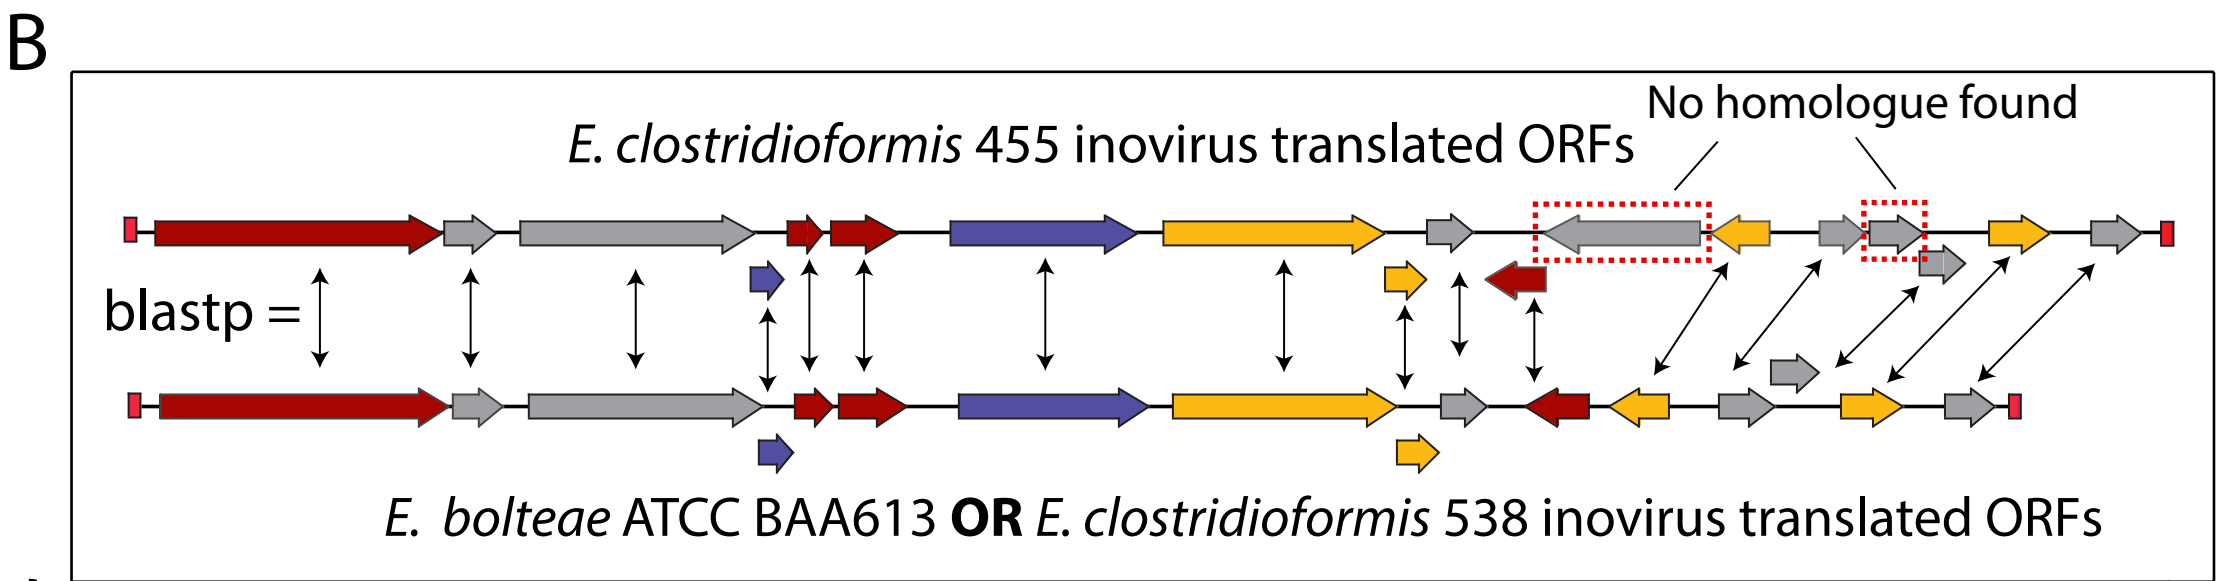 B
No homologue found
E. clostridioformis 455 inovirus translated ORFs
blastp =
E. bolteae ATCC BAA613 OR E. clostridioformis 538 inovirus translated ORFs